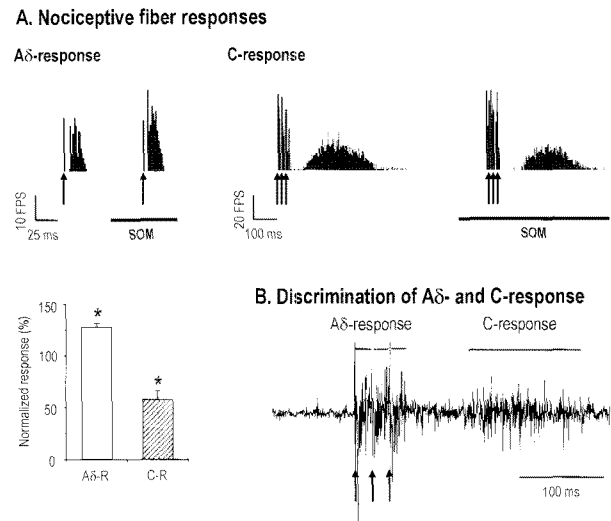 A. Nociceptive fiber responses
Aδ-response
C-response
10 FPS
25 ms
SOM
20 FPS
100 ms
SOM
Normalized response (%)
150
100
50
0
*
*
Aδ-R
C-R
B. Discrimination of Aδ- and C-response
Aδ-response
C-response
100 ms